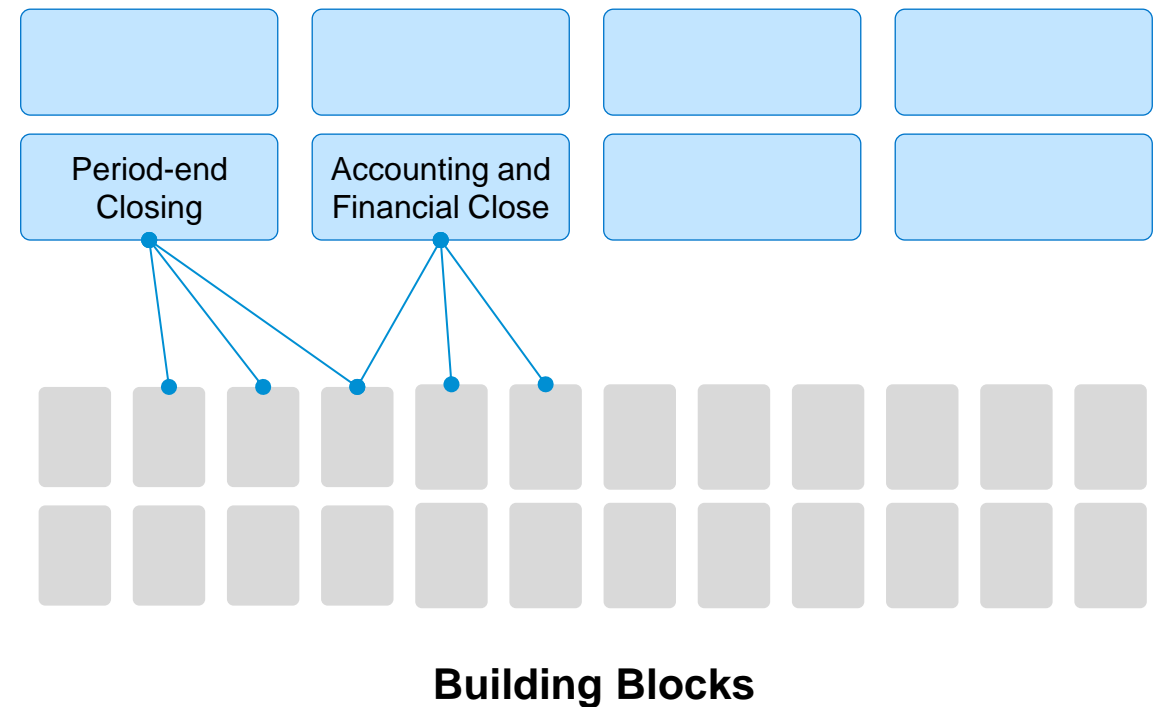 Period-end
Closing
Accounting and
Financial Close
Building Blocks